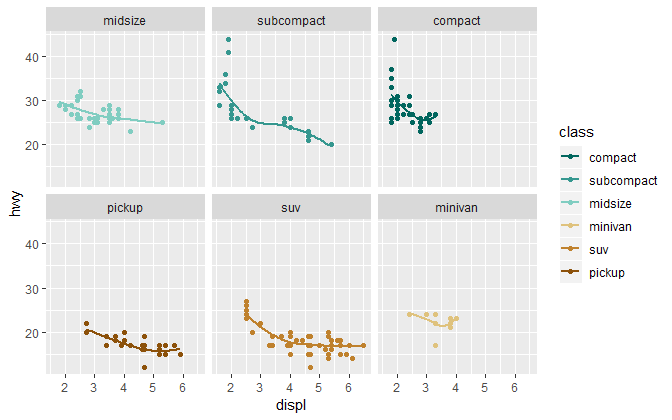 midsize subcompact compact
40
30
20
pickup suv minivan
40
30
20
2 3 4 5 6 2 3 4 5 6 2 3 4 5 6
displ
hwy
class
compact
subcompact
midsize
minivan
suv
pickup